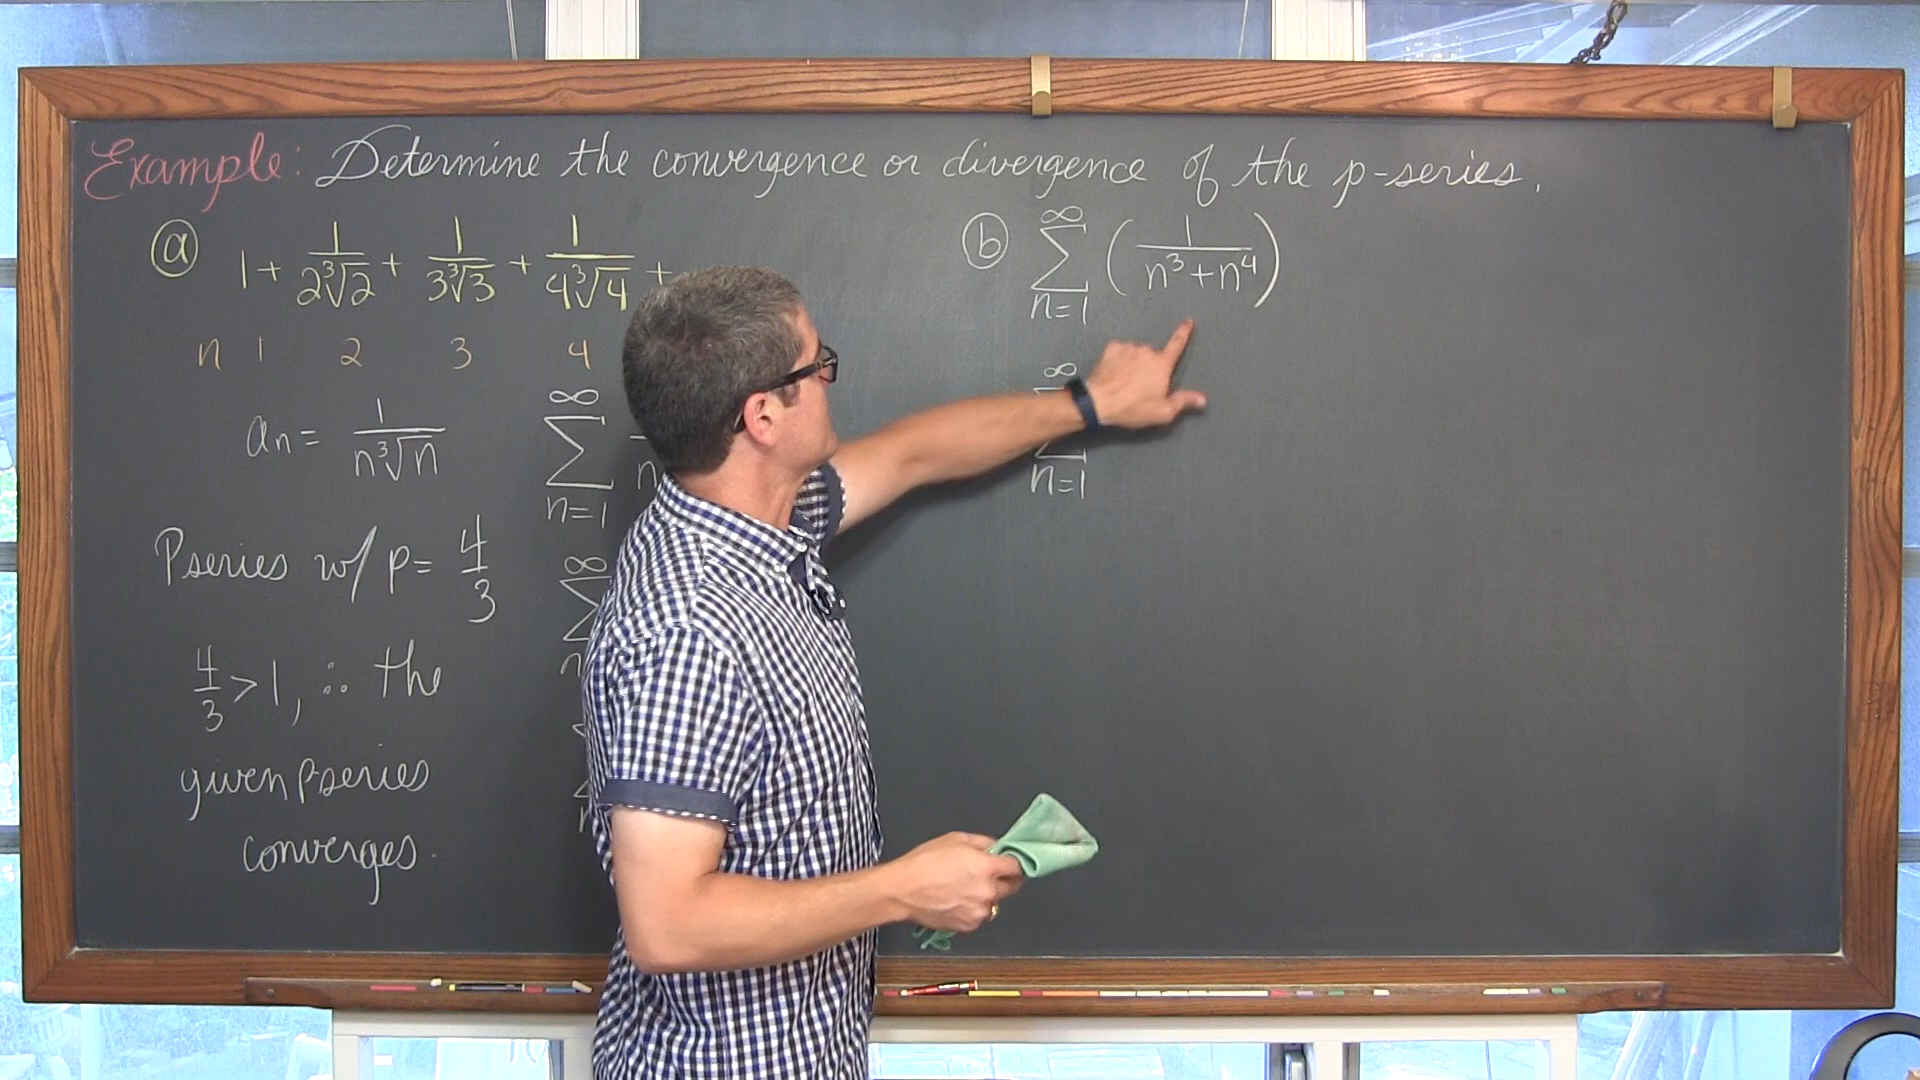 Example: Determine the convergence or divergence of the p-series.
ⓐ 1 + 1/(2∛2) + 1/(3∛3) + 1/(4∛4) +
n 1 2 3 4
aₙ = 1/(n∛n)
∞ Σ n=1 1/n
Pseries w/ p = 4/3
∞ Σ n
4/3 > 1, ∴ the
given p-series
converges.
ⓑ ∞ Σ n=1 (1/(n³+n⁴))
∞ Σ n=1